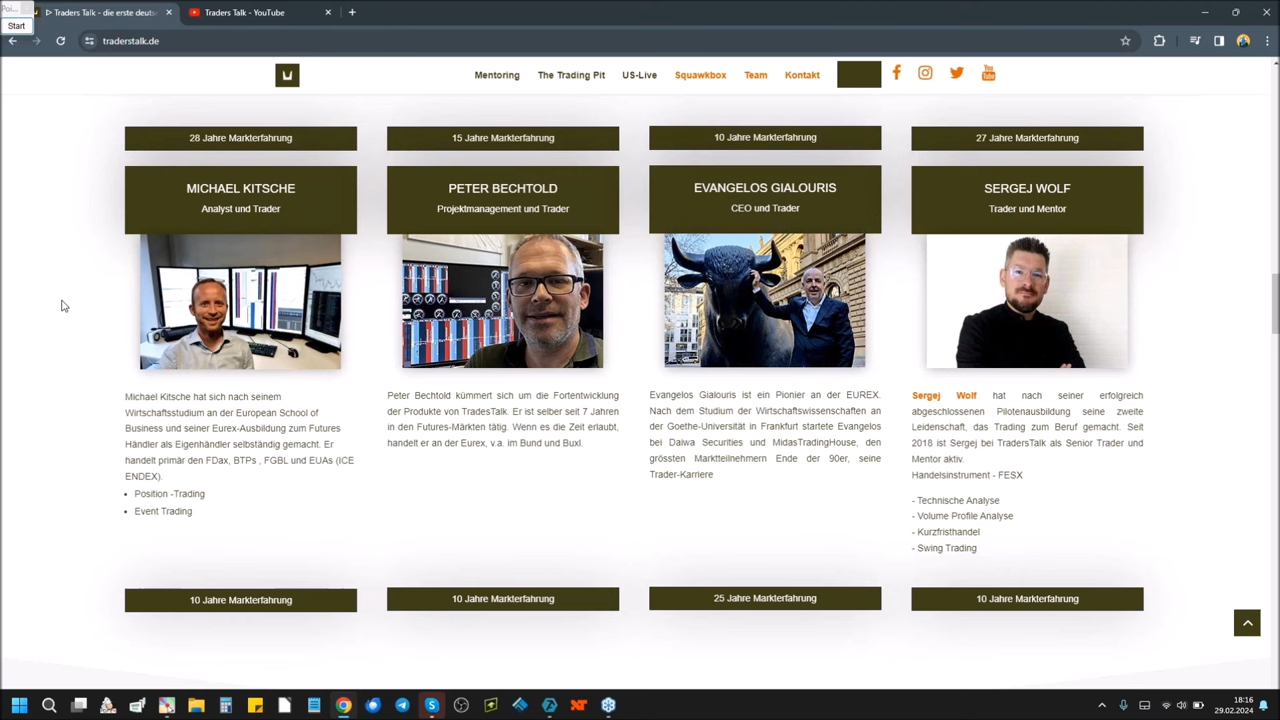 Start
Traders Talk - die erste deuts
Traders Talk - YouTube
traderstalk.de
Mentoring
The Trading Pit
US-Live
Squawkbox
Team
Kontakt
You
Tube
28 Jahre Markterfahrung
15 Jahre Markterfahrung
10 Jahre Markterfahrung
27 Jahre Markterfahrung
MICHAEL KITSCHE
Analyst und Trader
PETER BECHTOLD
Projektmanagement und Trader
EVANGELOS GIALOURIS
CEO und Trader
SERGEJ WOLF
Trader und Mentor
Michael Kitsche hat sich nach seinem
Wirtschaftsstudium an der European School of
Business und seiner Eurex-Ausbildung zum Futures
Händler als Eigenhändler selbständig gemacht. Er
handelt primär den FDax, BTPs , FGBL und EUAs (ICE
ENDEX).
• Position -Trading
• Event Trading
Peter Bechtold kümmert sich um die Fortentwicklung
der Produkte von TradesTalk. Er ist selber seit 7 Jahren
in den Futures-Märkten tätig. Wenn es die Zeit erlaubt,
handelt er an der Eurex, v.a. im Bund und Buxl.
Evangelos Gialouris ist ein Pionier an der EUREX.
Nach dem Studium der Wirtschaftswissenschaften an
der Goethe-Universität in Frankfurt startete Evangelos
bei Daiwa Securities und MidasTradingHouse, den
grössten Marktteilnehmern Ende der 90er, seine
Trader-Karriere
Sergej Wolf hat nach seiner erfolgreich
abgeschlossenen Pilotenausbildung seine zweite
Leidenschaft, das Trading zum Beruf gemacht. Seit
2018 ist Sergej bei TradersTalk als Senior Trader und
Mentor aktiv.
Handelsinstrument - FESX
- Technische Analyse
- Volume Profile Analyse
- Kurzfristhandel
- Swing Trading
10 Jahre Markterfahrung
10 Jahre Markterfahrung
25 Jahre Markterfahrung
10 Jahre Markterfahrung
18:16
29.02.2024